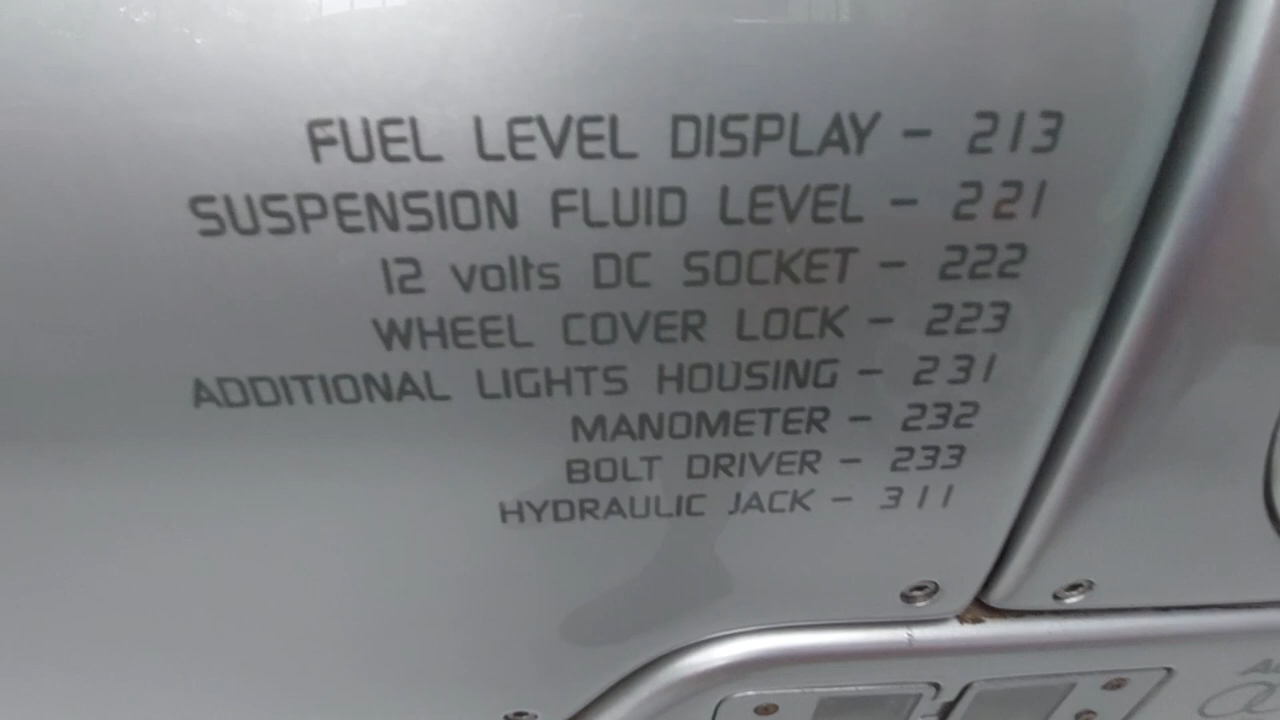 FUEL LEVEL DISPLAY - 213
SUSPENSION FLUID LEVEL - 221
12 volts DC SOCKET - 222
WHEEL COVER LOCK - 223
ADDITIONAL LIGHTS HOUSING - 231
MANOMETER - 232
BOLT DRIVER - 233
HYDRAULIC JACK - 311